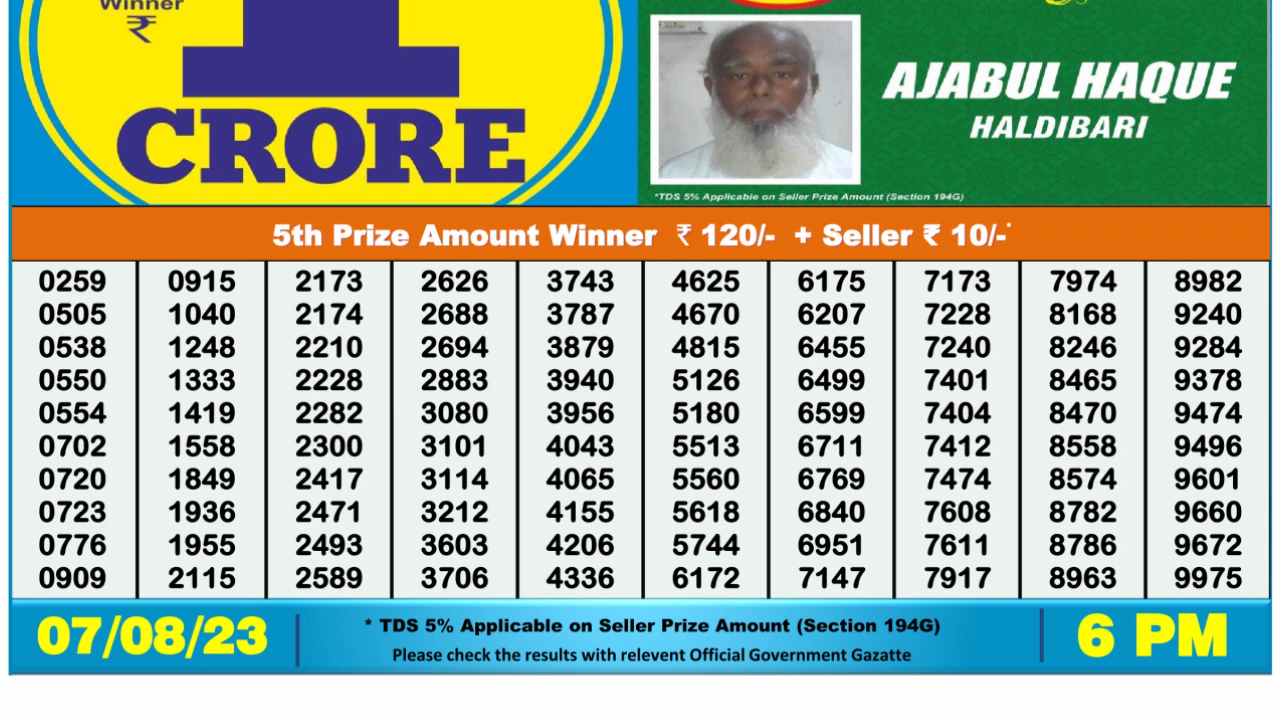 Winner
₹
1
CRORE
AJABUL HAQUE
HALDIBARI
*TDS 5% Applicable on Seller Prize Amount (Section 194G)
5th Prize Amount Winner ₹ 120/- + Seller ₹ 10/-*
0259 0915 2173 2626 3743 4625 6175 7173 7974 8982
0505 1040 2174 2688 3787 4670 6207 7228 8168 9240
0538 1248 2210 2694 3879 4815 6455 7240 8246 9284
0550 1333 2228 2883 3940 5126 6499 7401 8465 9378
0554 1419 2282 3080 3956 5180 6599 7404 8470 9474
0702 1558 2300 3101 4043 5513 6711 7412 8558 9496
0720 1849 2417 3114 4065 5560 6769 7474 8574 9601
0723 1936 2471 3212 4155 5618 6840 7608 8782 9660
0776 1955 2493 3603 4206 5744 6951 7611 8786 9672
0909 2115 2589 3706 4336 6172 7147 7917 8963 9975
07/08/23
* TDS 5% Applicable on Seller Prize Amount (Section 194G)
Please check the results with relevent Official Government Gazatte
6 PM